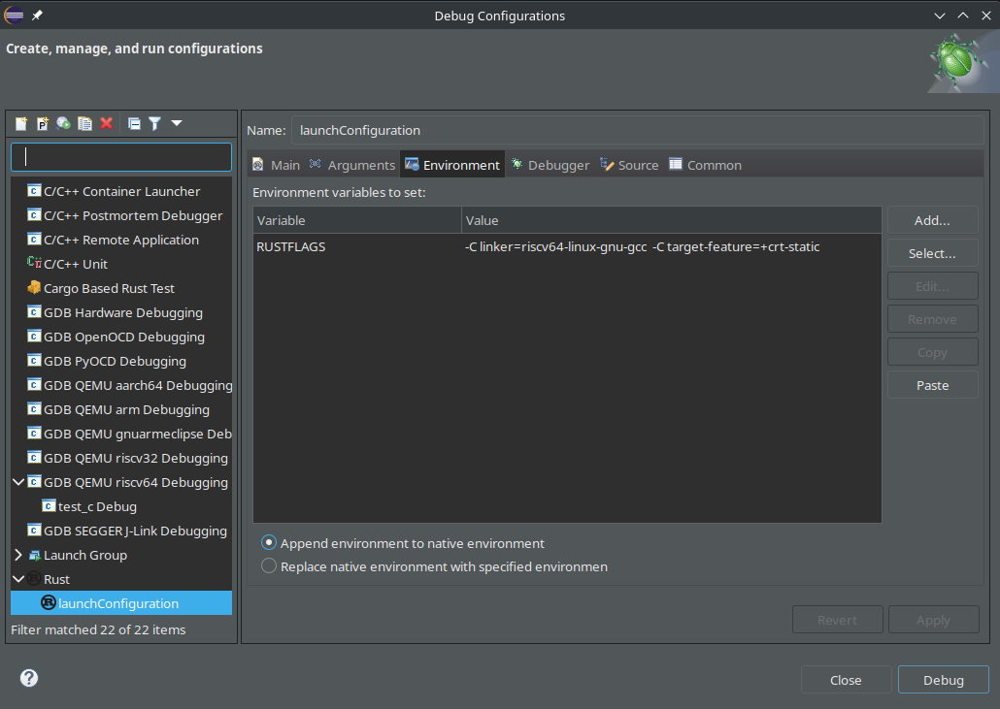 Debug Configurations
Create, manage, and run configurations
C/C++ Container Launcher
C/C++ Postmortem Debugger
C/C++ Remote Application
C/C++ Unit
Cargo Based Rust Test
GDB Hardware Debugging
GDB OpenOCD Debugging
GDB PyOCD Debugging
GDB QEMU aarch64 Debugging
GDB QEMU arm Debugging
GDB QEMU gnuarmeclipse Deb
GDB QEMU riscv32 Debugging
GDB QEMU riscv64 Debugging
test_c Debug
GDB SEGGER J-Link Debugging
Launch Group
Rust
launchConfiguration
Filter matched 22 of 22 items
Name: launchConfiguration
Main Arguments Environment Debugger Source Common
Environment variables to set:
Variable Value
RUSTFLAGS -C linker=riscv64-linux-gnu-gcc -C target-feature=+crt-static
Add...
Select...
Edit...
Remove
Copy
Paste
Append environment to native environment
Replace native environment with specified environmen
Revert Apply
Close Debug